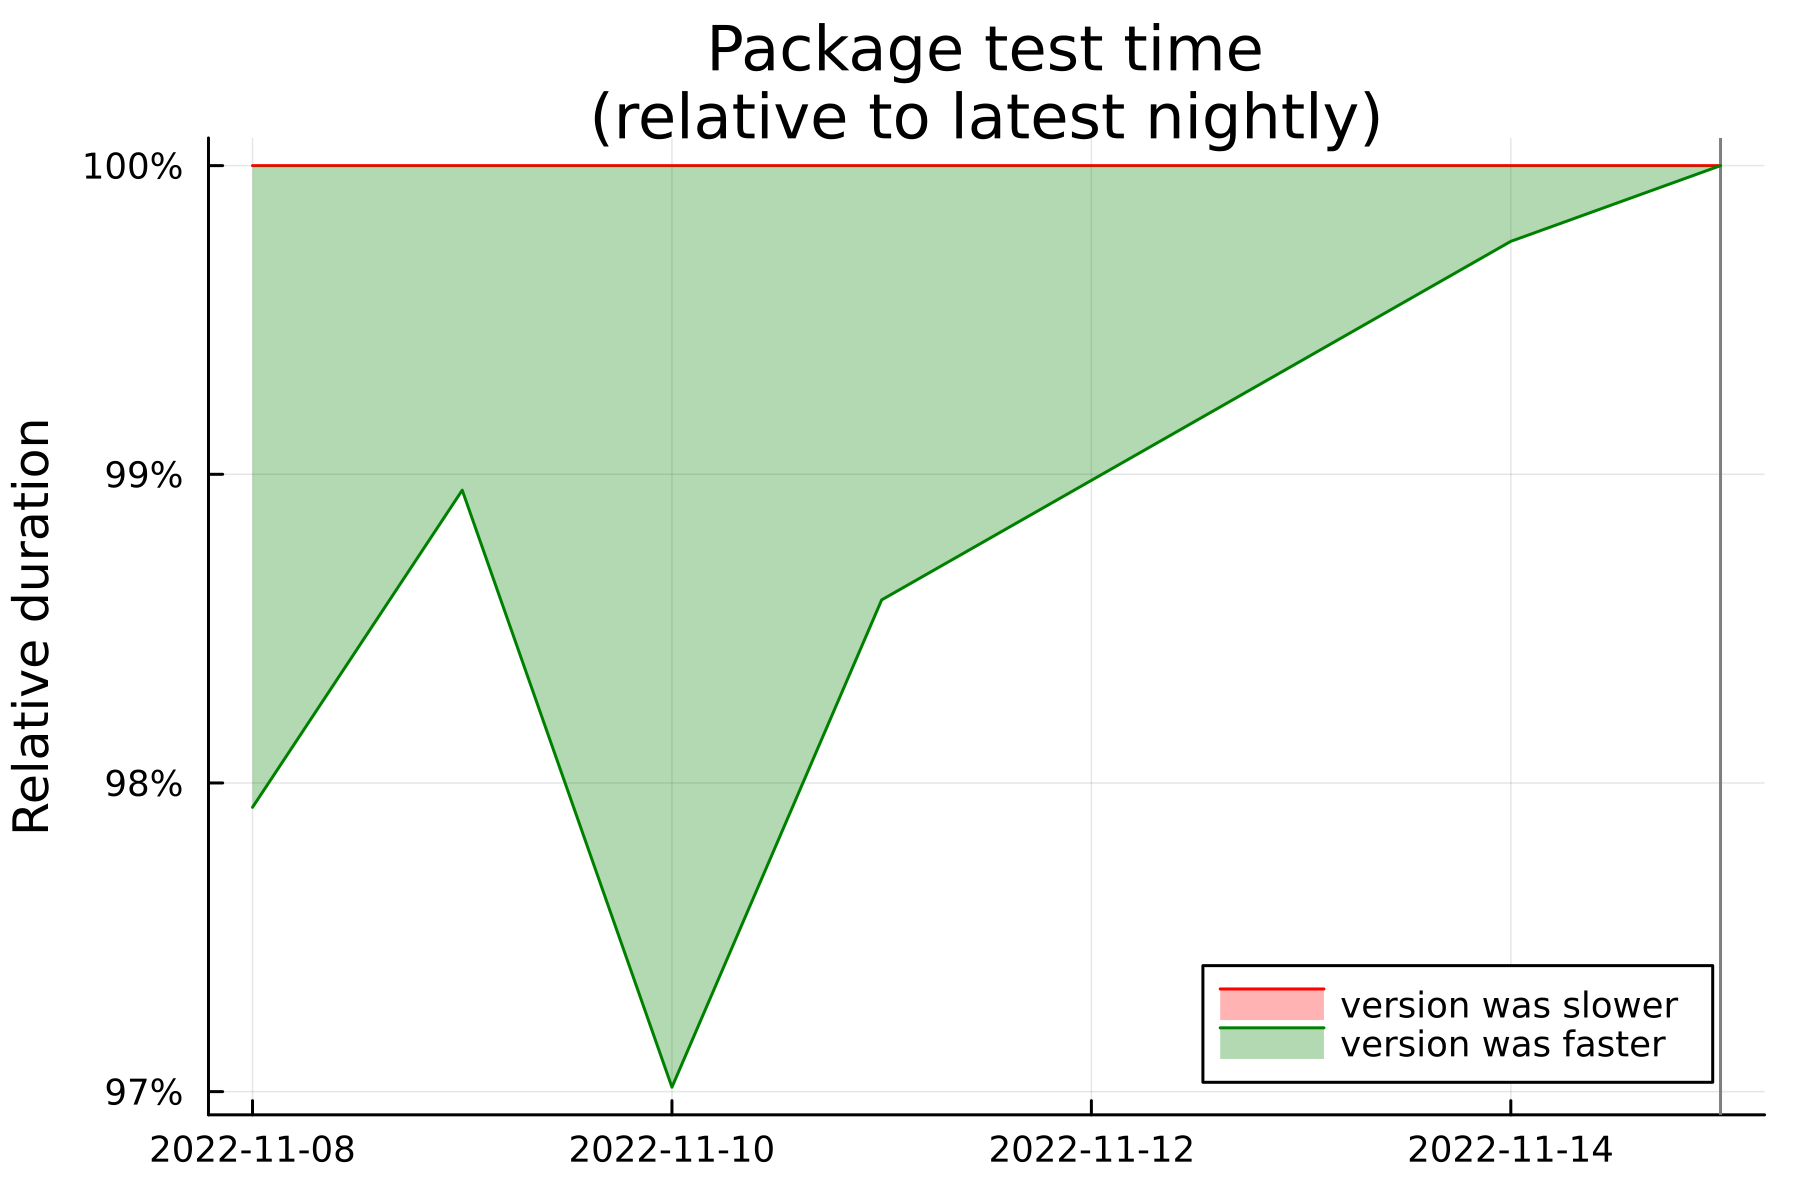 Package test time
(relative to latest nightly)
Relative duration
100%
99%
98%
97%
version was slower
version was faster
2022-11-08
2022-11-10
2022-11-12
2022-11-14